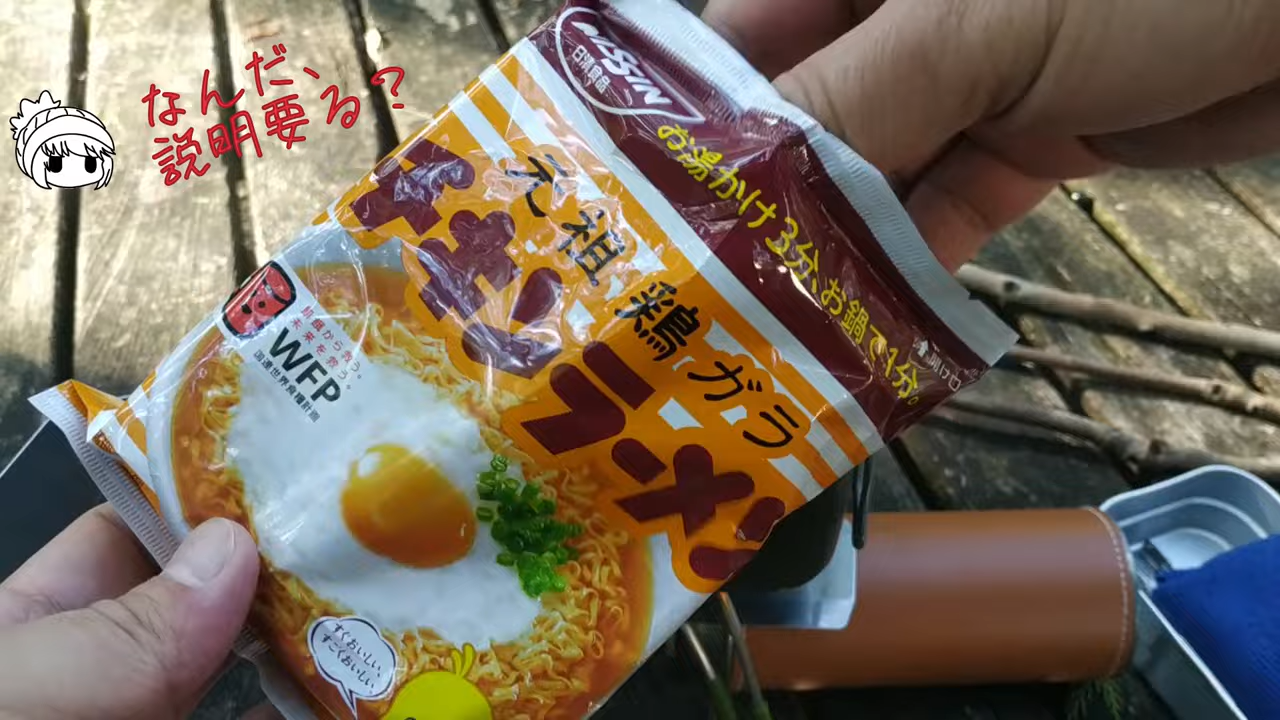 なんだ、
説明要る?
NISSIN
日清食品
お湯かけ3分、お鍋で1分。
開け口
元祖 鶏ガラ
チキン
ラーメン
飢餓から救う。
未来を救う。
WFP
国連世界食糧計画
すぐおいしい、
すごくおいしい